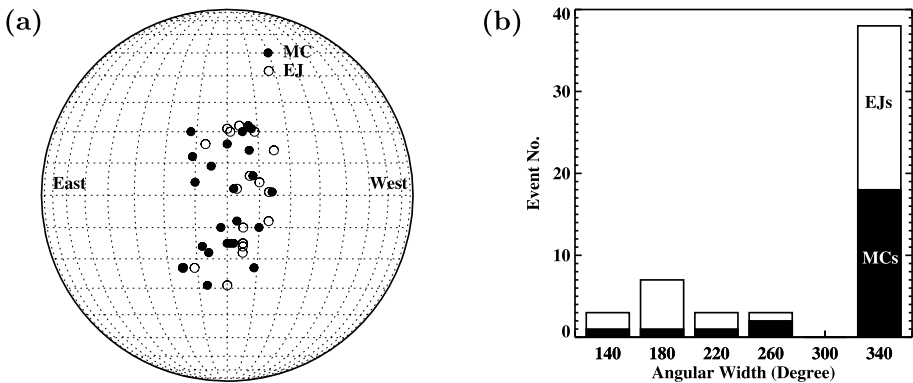 (a)
MC
EJ
East
West
(b)
40
30
20
10
0
Event No.
EJs
MCs
140 180 220 260 300 340
Angular Width (Degree)